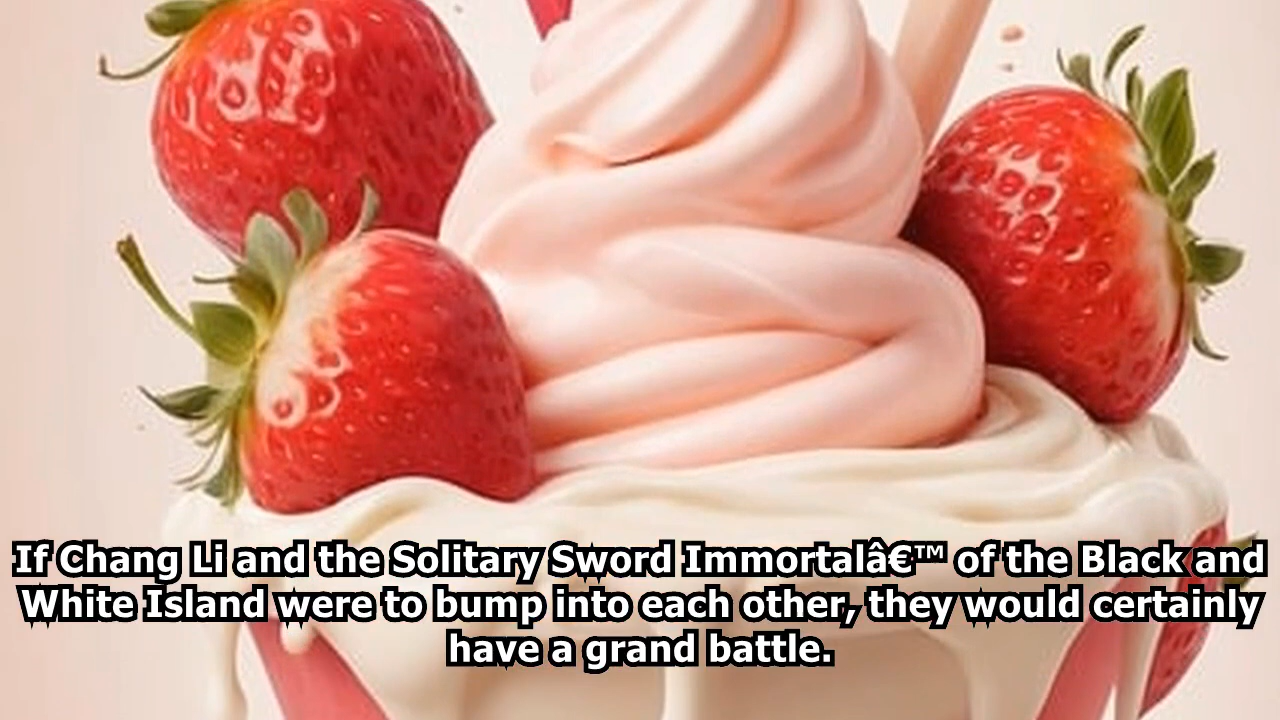 If Chang Li and the Solitary Sword Immortalâ€™ of the Black and
White Island were to bump into each other, they would certainly
have a grand battle.